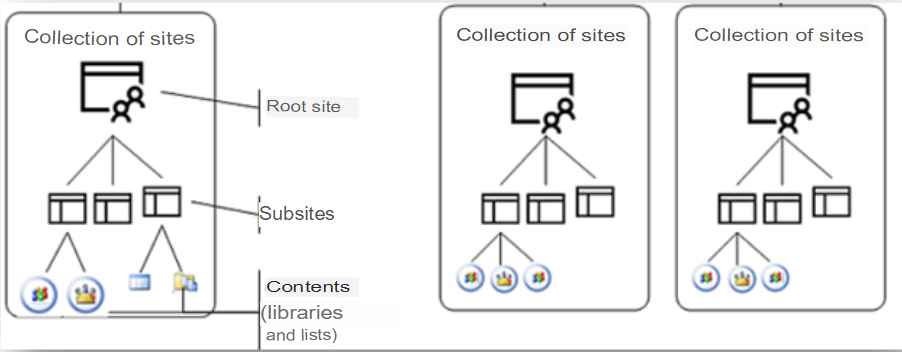 Collection of sites
Root site
Subsites
Contents
(libraries
and lists)
Collection of sites
Collection of sites